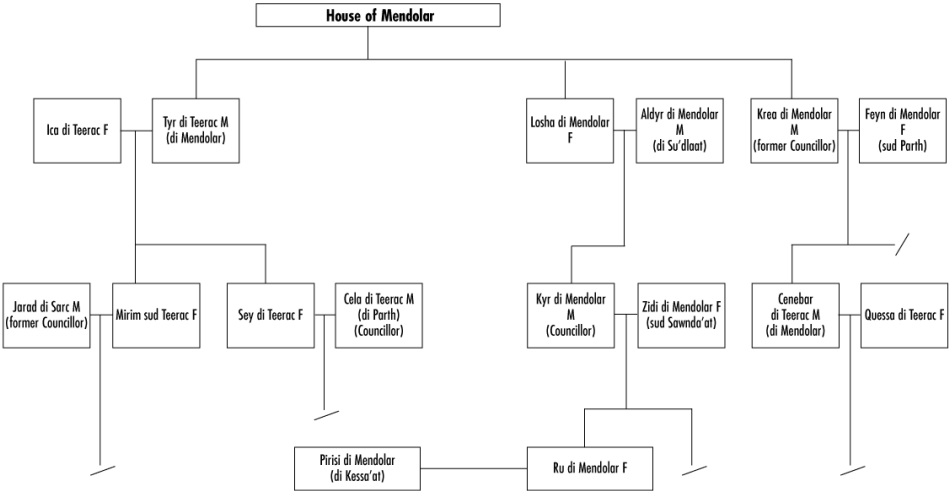 House of Mendolar
Ica di Teerac F
Tyr di Teerac M
(di Mendolar)
Losha di Mendolar
F
Aldyr di Mendolar
M
(di Su'dlaat)
Krea di Mendolar
M
(former Councillor)
Feyn di Mendolar
F
(sud Parth)
Jarad di Sarc M
(former Councillor)
Mirim sud Teerac F
Sey di Teerac F
Cela di Teerac M
(di Parth)
(Councillor)
Kyr di Mendolar
M
(Councillor)
Zidi di Mendolar F
(sud Sawnda'at)
Cenebar
di Teerac M
(di Mendolar)
Quessa di Teerac F
Pirisi di Mendolar
(di Kessa'at)
Ru di Mendolar F